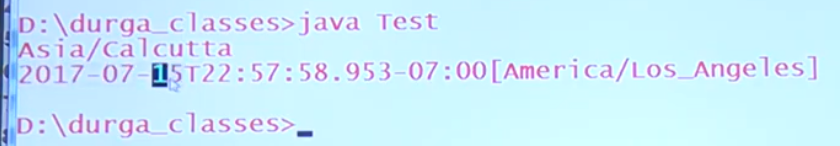 D:\durga_classes>java Test
Asia/Calcutta
2017-07-15T22:57:58.953-07:00[America/Los_Angeles]
D:\durga_classes>_